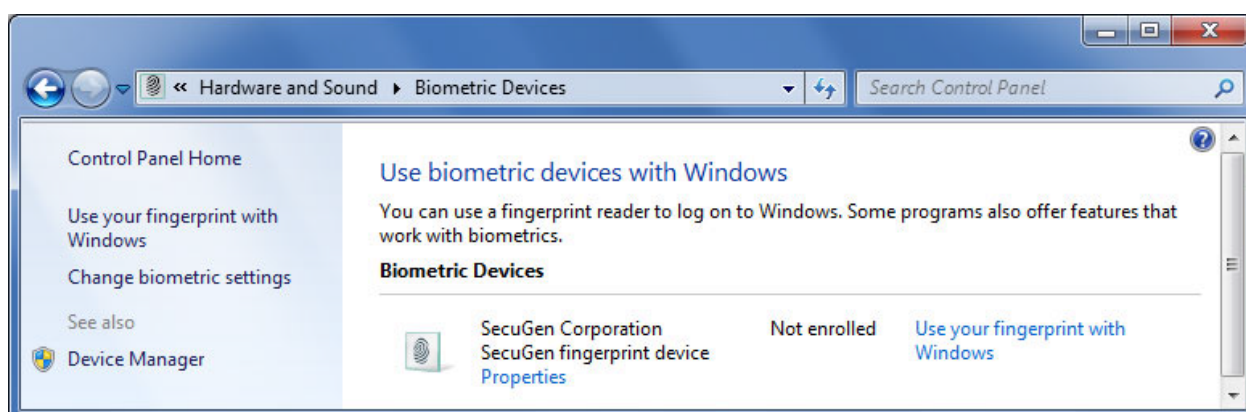 « Hardware and Sound ▸ Biometric Devices
Search Control Panel
Control Panel Home
Use your fingerprint with
Windows
Change biometric settings
See also
Device Manager
Use biometric devices with Windows
You can use a fingerprint reader to log on to Windows. Some programs also offer features that
work with biometrics.
Biometric Devices
SecuGen Corporation
SecuGen fingerprint device
Properties
Not enrolled
Use your fingerprint with
Windows